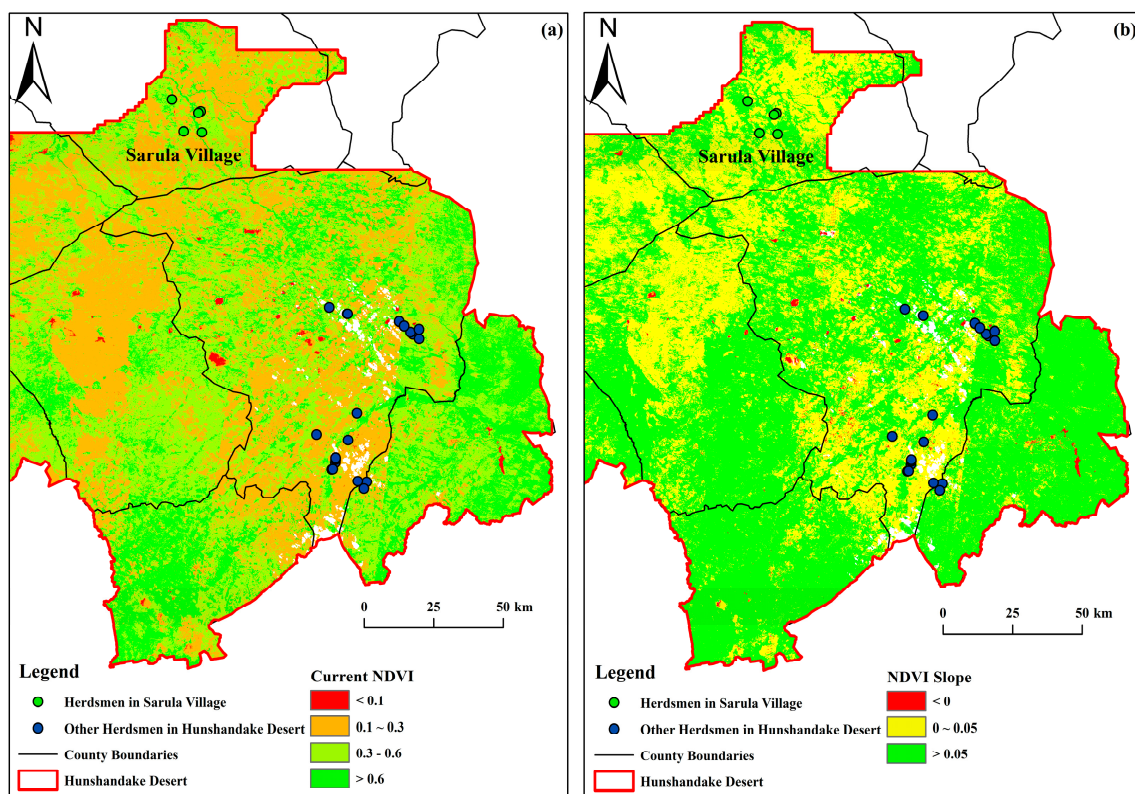 N
(a)
Sarula Village
0 25 50 km
Legend
Herdsmen in Sarula Village
Other Herdsmen in Hunshandake Desert
County Boundaries
Hunshandake Desert
Current NDVI
< 0.1
0.1 ~ 0.3
0.3 - 0.6
> 0.6
N
(b)
Sarula Village
0 25 50 km
Legend
Herdsmen in Sarula Village
Other Herdsmen in Hunshandake Desert
County Boundaries
Hunshandake Desert
NDVI Slope
< 0
0 ~ 0.05
> 0.05